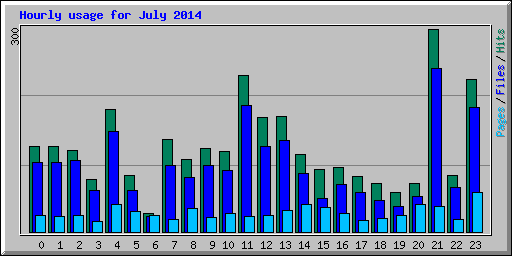 Hourly usage for July 2014
300
Pages / Files / Hits
0 1 2 3 4 5 6 7 8 9 10 11 12 13 14 15 16 17 18 19 20 21 22 23